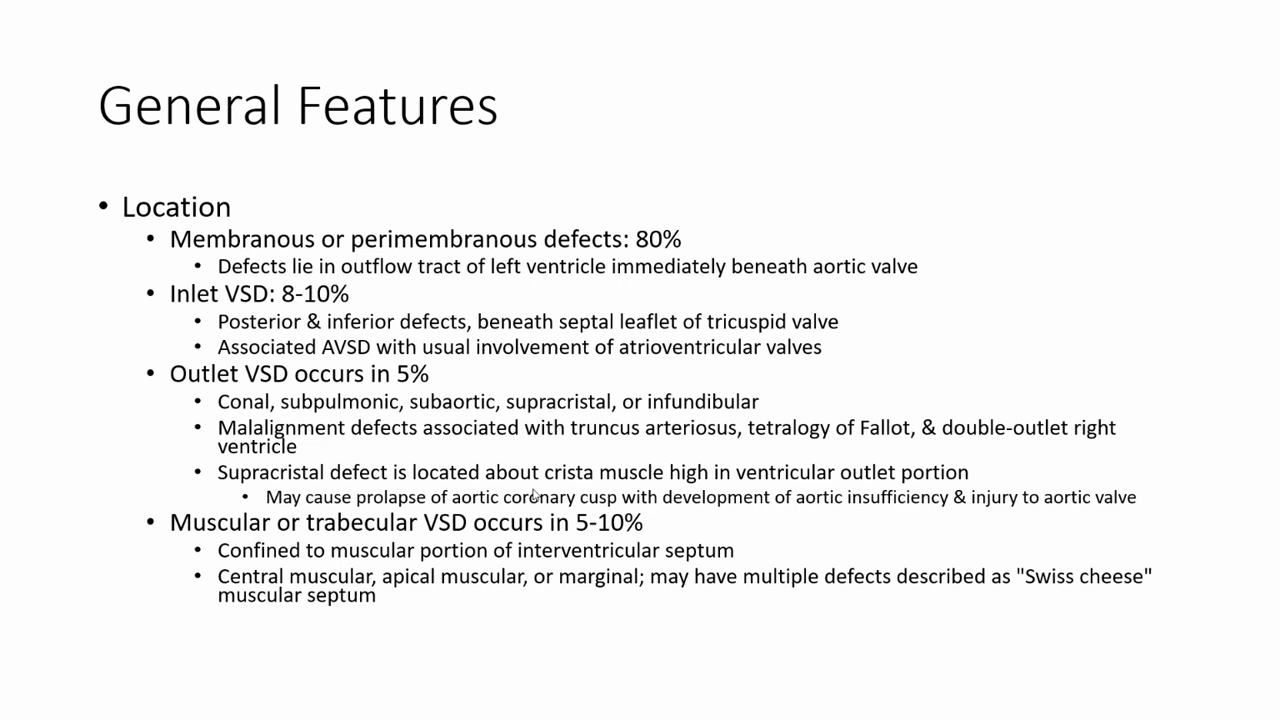 General Features
• Location
• Membranous or perimembranous defects: 80%
• Defects lie in outflow tract of left ventricle immediately beneath aortic valve
• Inlet VSD: 8-10%
• Posterior & inferior defects, beneath septal leaflet of tricuspid valve
• Associated AVSD with usual involvement of atrioventricular valves
• Outlet VSD occurs in 5%
• Conal, subpulmonic, subaortic, supracristal, or infundibular
• Malalignment defects associated with truncus arteriosus, tetralogy of Fallot, & double-outlet right
ventricle
• Supracristal defect is located about crista muscle high in ventricular outlet portion
• May cause prolapse of aortic coronary cusp with development of aortic insufficiency & injury to aortic valve
• Muscular or trabecular VSD occurs in 5-10%
• Confined to muscular portion of interventricular septum
• Central muscular, apical muscular, or marginal; may have multiple defects described as "Swiss cheese"
muscular septum